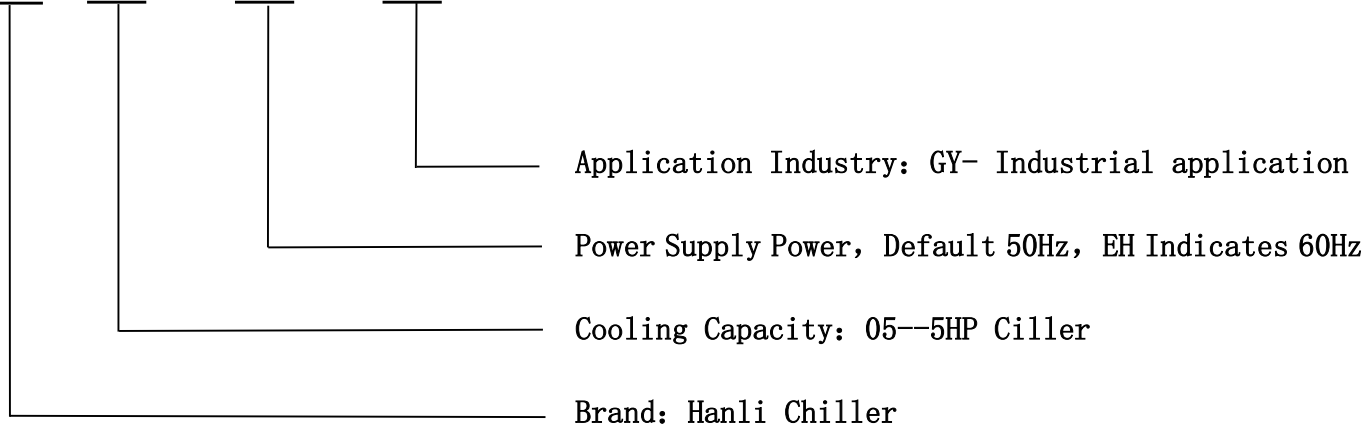 Application Industry：GY- Industrial application
Power Supply Power，Default 50Hz，EH Indicates 60Hz
Cooling Capacity：05--5HP Ciller
Brand：Hanli Chiller